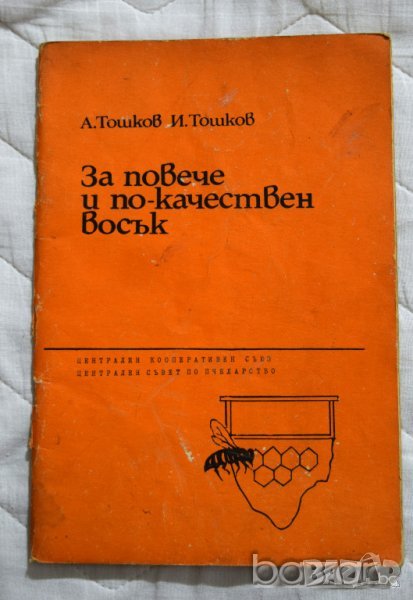 А.Тошков И.Тошков
За повече
и по-качествен
восък
ЦЕНТРАЛЕН КООПЕРАТИВЕН СЪЮЗ
ЦЕНТРАЛЕН СЪВЕТ ПО ПЧЕЛАРСТВО